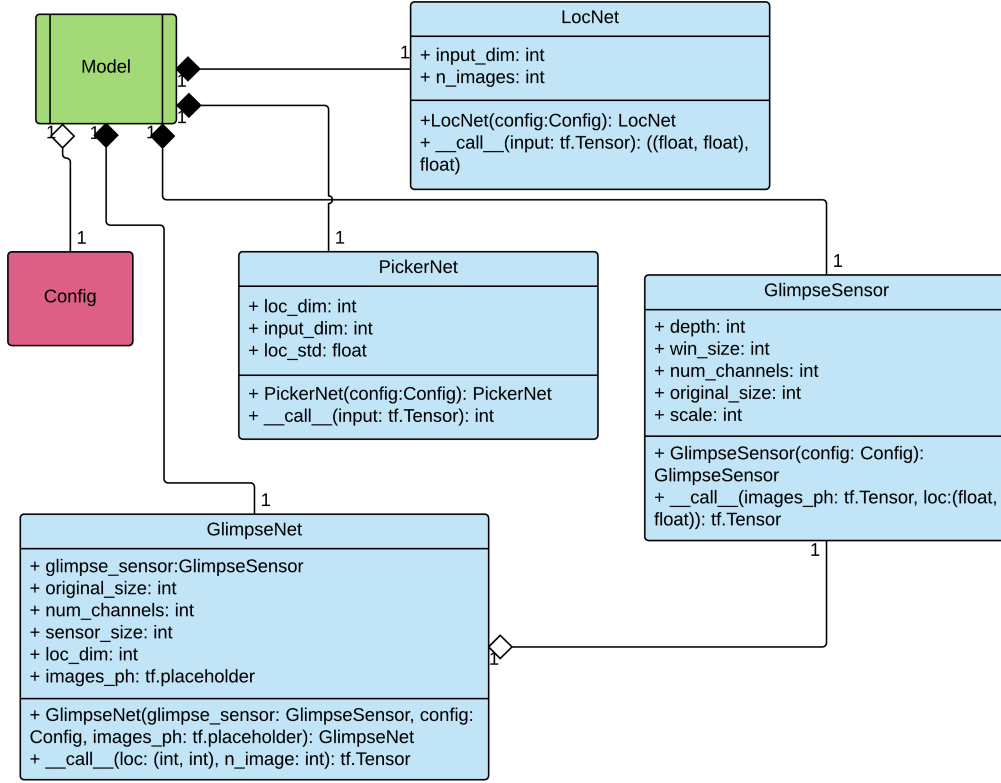 Model
1
1
1
1
1
1
LocNet
+ input_dim: int
+ n_images: int
+LocNet(config:Config): LocNet
+ __call__(input: tf.Tensor): ((float, float),
float)
1
Config
1
PickerNet
+ loc_dim: int
+ input_dim: int
+ loc_std: float
+ PickerNet(config:Config): PickerNet
+ __call__(input: tf.Tensor): int
1
GlimpseSensor
+ depth: int
+ win_size: int
+ num_channels: int
+ original_size: int
+ scale: int
+ GlimpseSensor(config: Config):
GlimpseSensor
+ __call__(images_ph: tf.Tensor, loc:(float,
float)): tf.Tensor
1
1
GlimpseNet
+ glimpse_sensor:GlimpseSensor
+ original_size: int
+ num_channels: int
+ sensor_size: int
+ loc_dim: int
+ images_ph: tf.placeholder
+ GlimpseNet(glimpse_sensor: GlimpseSensor, config:
Config, images_ph: tf.placeholder): GlimpseNet
+ __call__(loc: (int, int), n_image: int): tf.Tensor
1